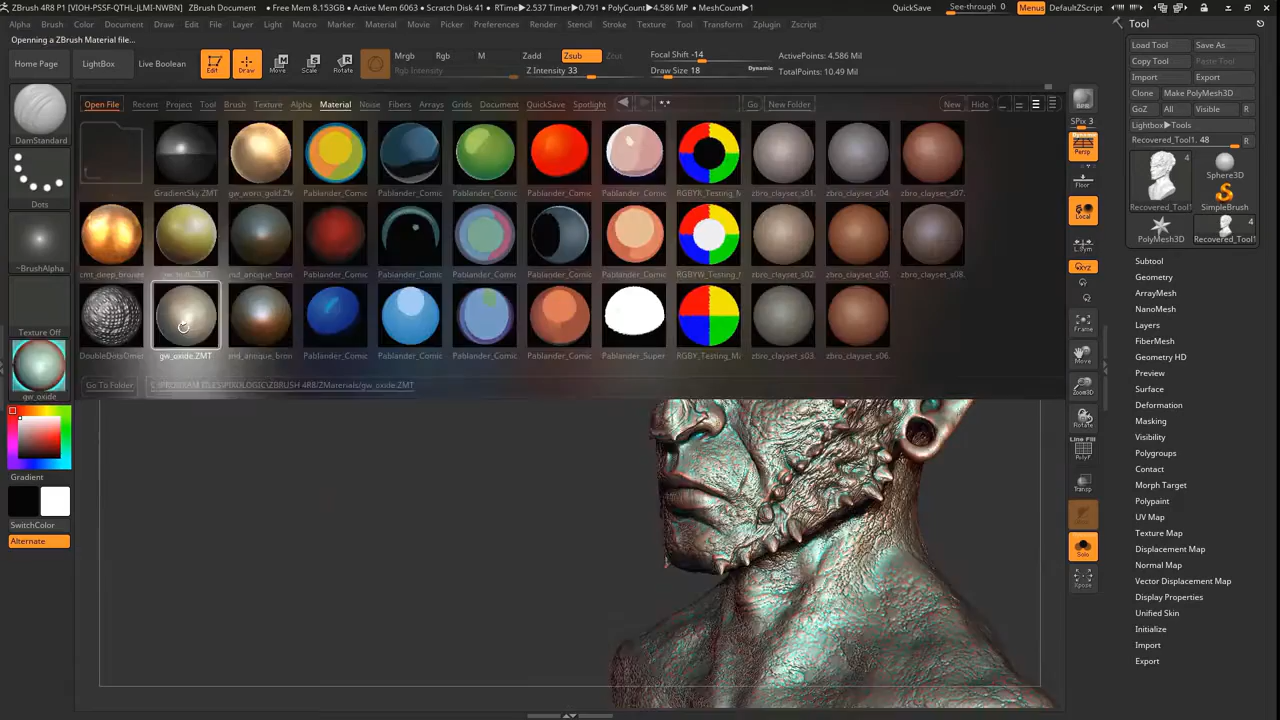 ZBrush 4R8 P1 [VIOH-PSSF-QTHL-JLMI-NWBN] ZBrush Document • Free Mem 8.153GB • Active Mem 6063 • Scratch Disk 41 • RTime▶2.537 Timer▶0.791 • PolyCount▶4.586 MP • MeshCount▶1 QuickSave See-through 0 Menus DefaultZScript
Alpha Brush Color Document Draw Edit File Layer Light Macro Marker Material Movie Picker Preferences Render Stencil Stroke Texture Tool Transform Zplugin Zscript
Openning a ZBrush Material file...
Home Page LightBox Live Boolean Edit Draw Move Scale Rotate
Mrgb Rgb M Zadd Zsub Zcut
Rgb Intensity Z Intensity 33
Focal Shift -14
Draw Size 18 Dynamic
ActivePoints: 4.586 mil
TotalPoints: 10.49 Mil
Open File Recent Project Tool Brush Texture Alpha Material Noise Fibers Arrays Grids Document QuickSave Spotlight *.* Go New Folder New Hide
GradientSky.ZMT Pablander_Comic Pablander_Comic Pablander_Comic Pablander_Comic Pablander_Comic zbro_clayset_s01. zbro_clayset_s04. zbro_clayset_s07.
Pablander_Comic Pablander_Comic Pablander_Comic Pablander_Comic Pablander_Comic zbro_clayset_s02. zbro_clayset_s05. zbro_clayset_s08.
gw_oxide.ZMT Pablander_Comic Pablander_Comic Pablander_Comic Pablander_Comic Pablander_Super zbro_clayset_s03. zbro_clayset_s06.
Go To Folder
DamStandard
Dots
~BrushAlpha
Texture Off
gw_oxide
Gradient
SwitchColor
Alternate
BPR
SPix 3
Dynamic
Persp
Floor
Local
L.Sym
XYZ
Frame
Move
Zoom3D
Rotate
Line Fill
PolyF
Transp
Solo
Xpose
Tool
Load Tool Save As
Copy Tool Paste Tool
Import Export
Clone Make PolyMesh3D
GoZ All Visible R
Lightbox▶Tools
Recovered_Tool1. 48 R
4
Sphere3D
Recovered_Tool1 SimpleBrush
4
PolyMesh3D Recovered_Tool1
Subtool
Geometry
ArrayMesh
NanoMesh
Layers
FiberMesh
Geometry HD
Preview
Surface
Deformation
Masking
Visibility
Polygroups
Contact
Morph Target
Polypaint
UV Map
Texture Map
Displacement Map
Normal Map
Vector Displacement Map
Display Properties
Unified Skin
Initialize
Import
Export